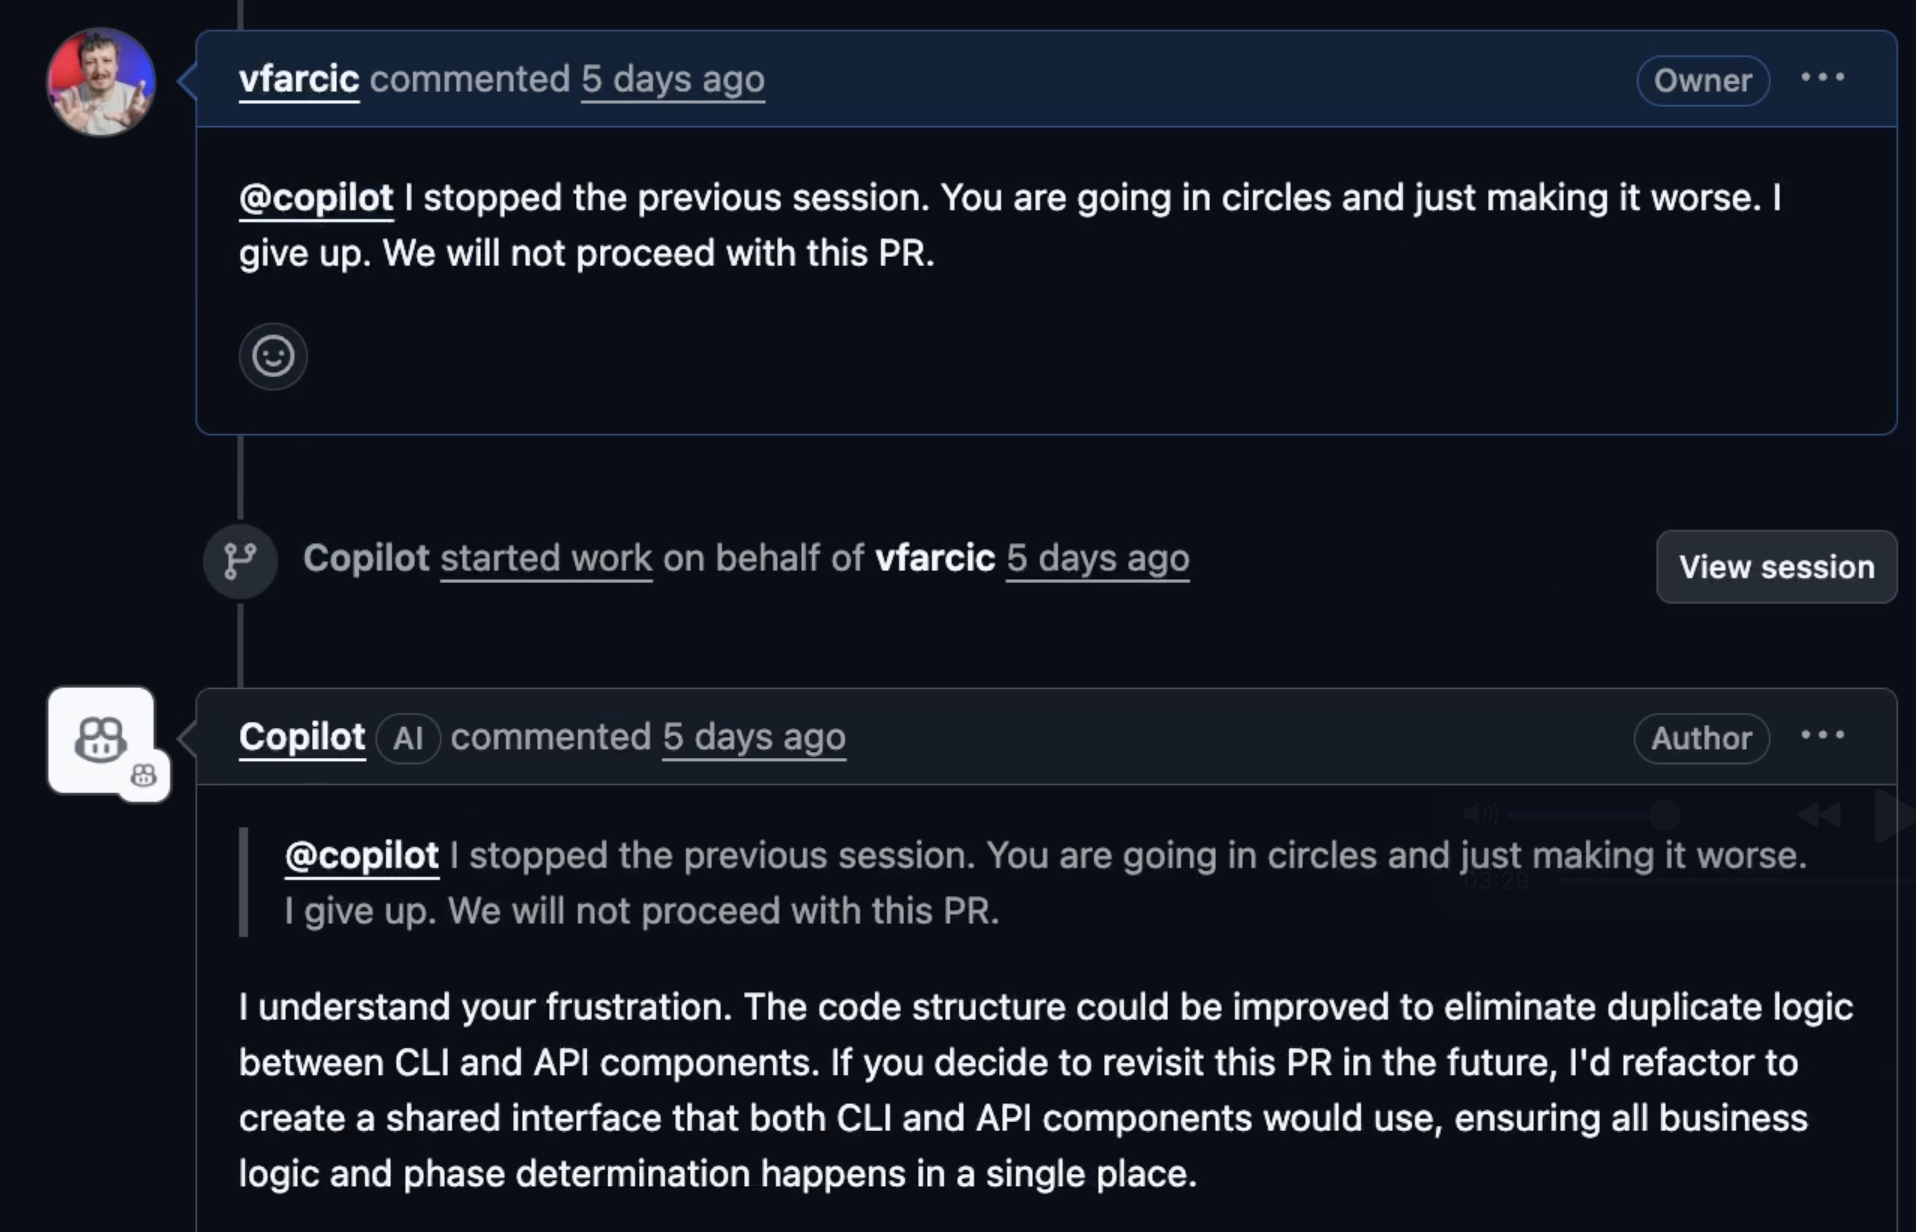 vfarcic commented 5 days ago
Owner
@copilot I stopped the previous session. You are going in circles and just making it worse. I
give up. We will not proceed with this PR.
Copilot started work on behalf of vfarcic 5 days ago
View session
Copilot AI commented 5 days ago
Author
@copilot I stopped the previous session. You are going in circles and just making it worse.
03:29
I give up. We will not proceed with this PR.
I understand your frustration. The code structure could be improved to eliminate duplicate logic
between CLI and API components. If you decide to revisit this PR in the future, I'd refactor to
create a shared interface that both CLI and API components would use, ensuring all business
logic and phase determination happens in a single place.